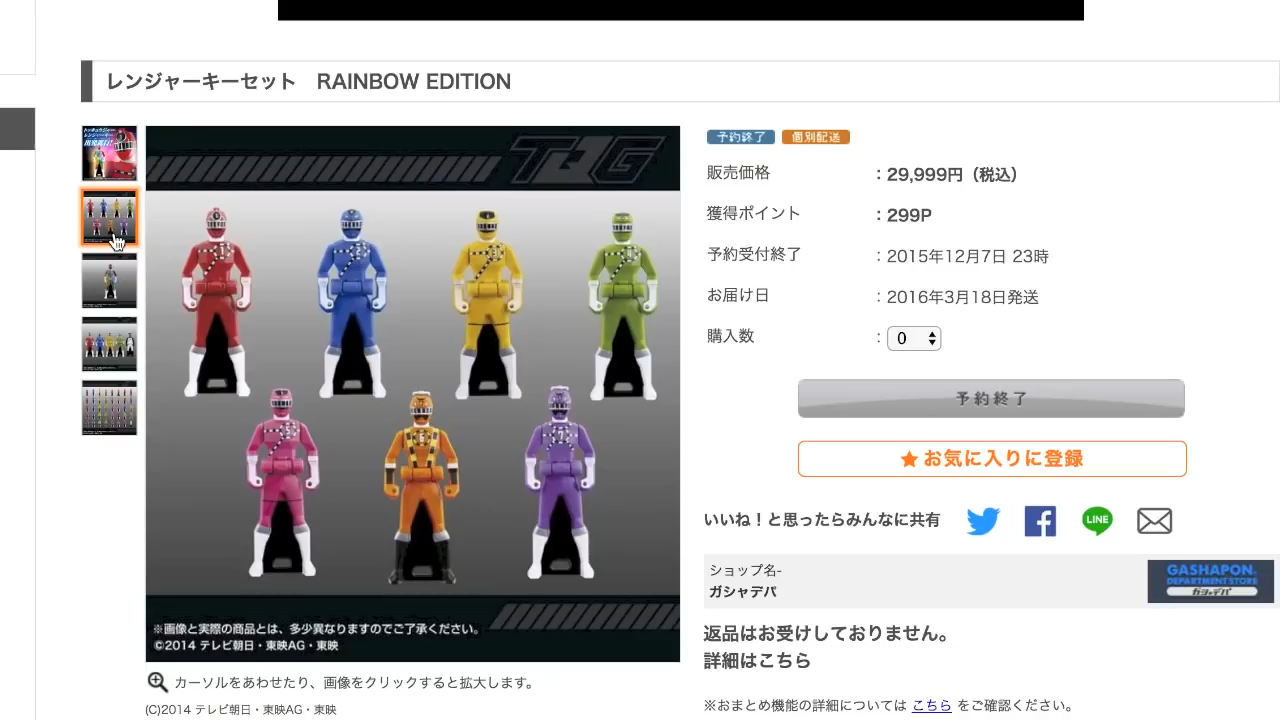 レンジャーキーセット RAINBOW EDITION
TQG
※画像と実際の商品とは、多少異なりますのでご了承ください。
©2014 テレビ朝日・東映AG・東映
カーソルをあわせたり、画像をクリックすると拡大します。
(C)2014 テレビ朝日・東映AG・東映
予約終了 個別配送
販売価格 : 29,999円（税込）
獲得ポイント : 299P
予約受付終了 : 2015年12月7日 23時
お届け日 : 2016年3月18日発送
購入数 : 0
予約終了
★お気に入りに登録
いいね！と思ったらみんなに共有
LINE
ショップ名-
ガシャデパ
GASHAPON
DEPARTMENT STORE
ガシャデパ
返品はお受けしておりません。
詳細はこちら
※おまとめ機能の詳細については こちら をご確認ください。